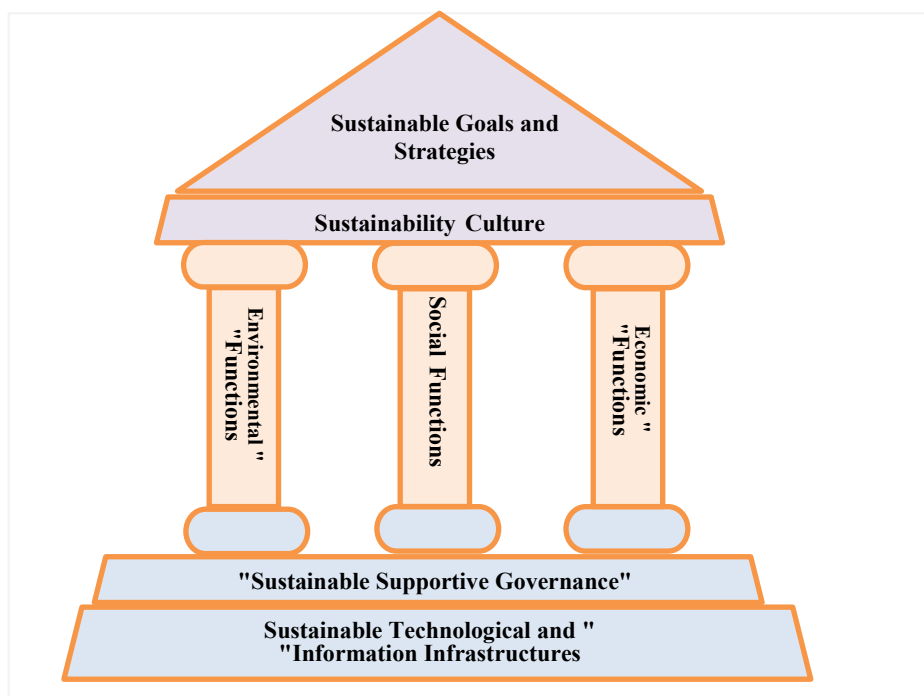 Sustainable Goals and
Strategies
Sustainability Culture
Environmental "
"Functions
Social Functions
Economic "
"Functions
"Sustainable Supportive Governance"
Sustainable Technological and "
"Information Infrastructures